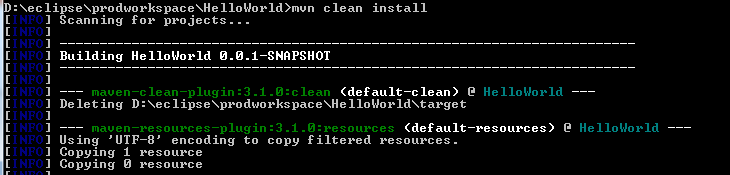 D:\eclipse\prodworkspace\HelloWorld>mvn clean install
[INFO] Scanning for projects...
[INFO]
[INFO] ------------------------------------------------------------------------
[INFO] Building HelloWorld 0.0.1-SNAPSHOT
[INFO] ------------------------------------------------------------------------
[INFO]
[INFO] --- maven-clean-plugin:3.1.0:clean (default-clean) @ HelloWorld ---
[INFO] Deleting D:\eclipse\prodworkspace\HelloWorld\target
[INFO]
[INFO] --- maven-resources-plugin:3.1.0:resources (default-resources) @ HelloWorld ---
[INFO] Using 'UTF-8' encoding to copy filtered resources.
[INFO] Copying 1 resource
[INFO] Copying 0 resource